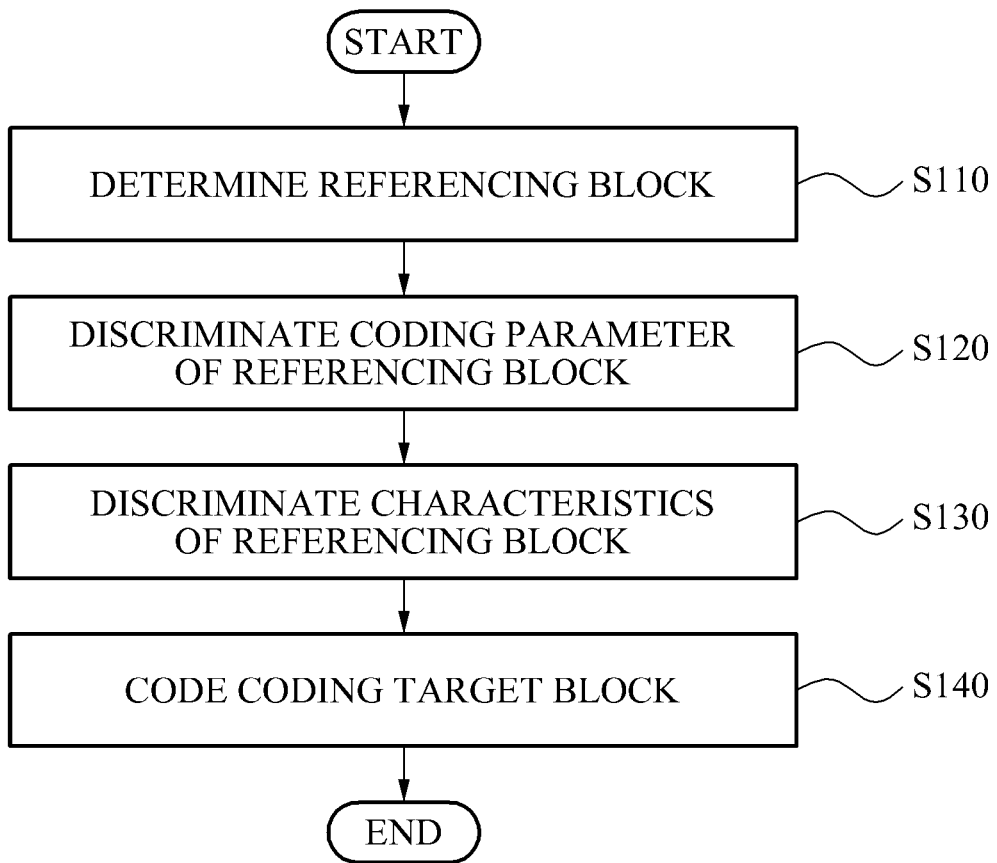 START
DETERMINE REFERENCING BLOCK
S110
DISCRIMINATE CODING PARAMETER
OF REFERENCING BLOCK
S120
DISCRIMINATE CHARACTERISTICS
OF REFERENCING BLOCK
S130
CODE CODING TARGET BLOCK
S140
END